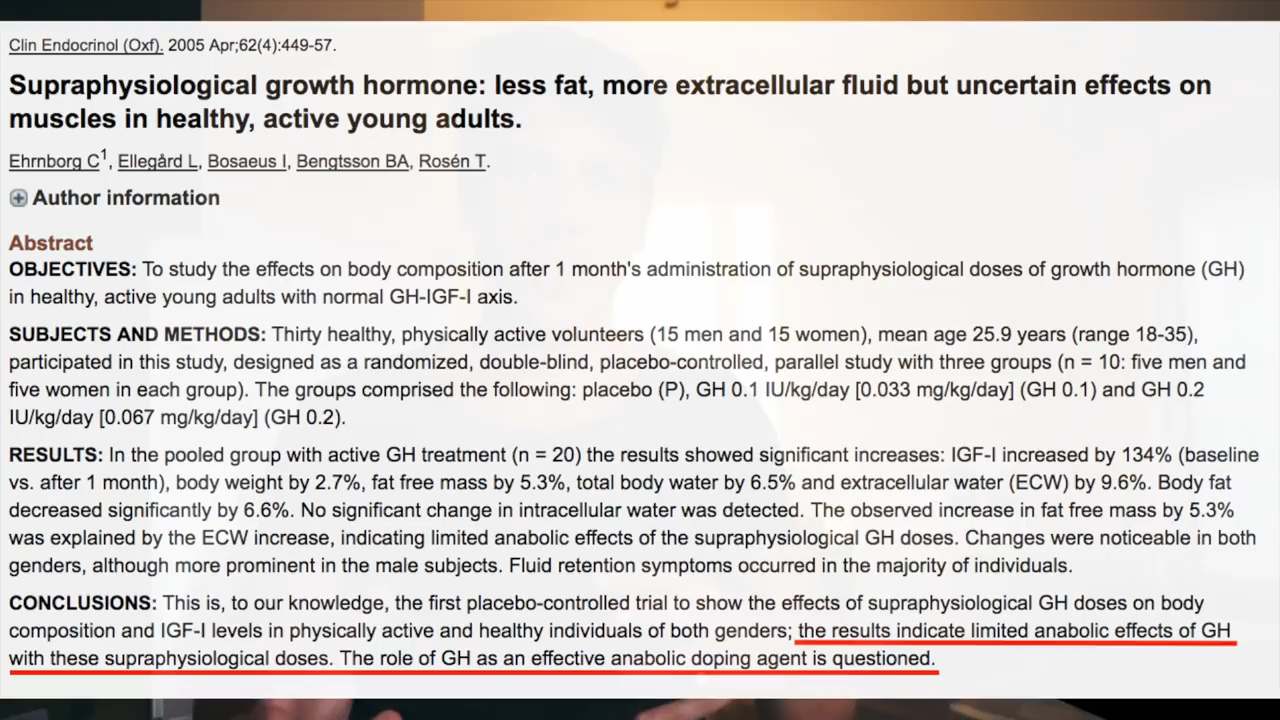 Clin Endocrinol (Oxf). 2005 Apr;62(4):449-57.
Supraphysiological growth hormone: less fat, more extracellular fluid but uncertain effects on
muscles in healthy, active young adults.
Ehrnborg C1, Ellegård L, Bosaeus I, Bengtsson BA, Rosén T.
Author information
Abstract
OBJECTIVES: To study the effects on body composition after 1 month's administration of supraphysiological doses of growth hormone (GH)
in healthy, active young adults with normal GH-IGF-I axis.
SUBJECTS AND METHODS: Thirty healthy, physically active volunteers (15 men and 15 women), mean age 25.9 years (range 18-35),
participated in this study, designed as a randomized, double-blind, placebo-controlled, parallel study with three groups (n = 10: five men and
five women in each group). The groups comprised the following: placebo (P), GH 0.1 IU/kg/day [0.033 mg/kg/day] (GH 0.1) and GH 0.2
IU/kg/day [0.067 mg/kg/day] (GH 0.2).
RESULTS: In the pooled group with active GH treatment (n = 20) the results showed significant increases: IGF-I increased by 134% (baseline
vs. after 1 month), body weight by 2.7%, fat free mass by 5.3%, total body water by 6.5% and extracellular water (ECW) by 9.6%. Body fat
decreased significantly by 6.6%. No significant change in intracellular water was detected. The observed increase in fat free mass by 5.3%
was explained by the ECW increase, indicating limited anabolic effects of the supraphysiological GH doses. Changes were noticeable in both
genders, although more prominent in the male subjects. Fluid retention symptoms occurred in the majority of individuals.
CONCLUSIONS: This is, to our knowledge, the first placebo-controlled trial to show the effects of supraphysiological GH doses on body
composition and IGF-I levels in physically active and healthy individuals of both genders; the results indicate limited anabolic effects of GH
with these supraphysiological doses. The role of GH as an effective anabolic doping agent is questioned.